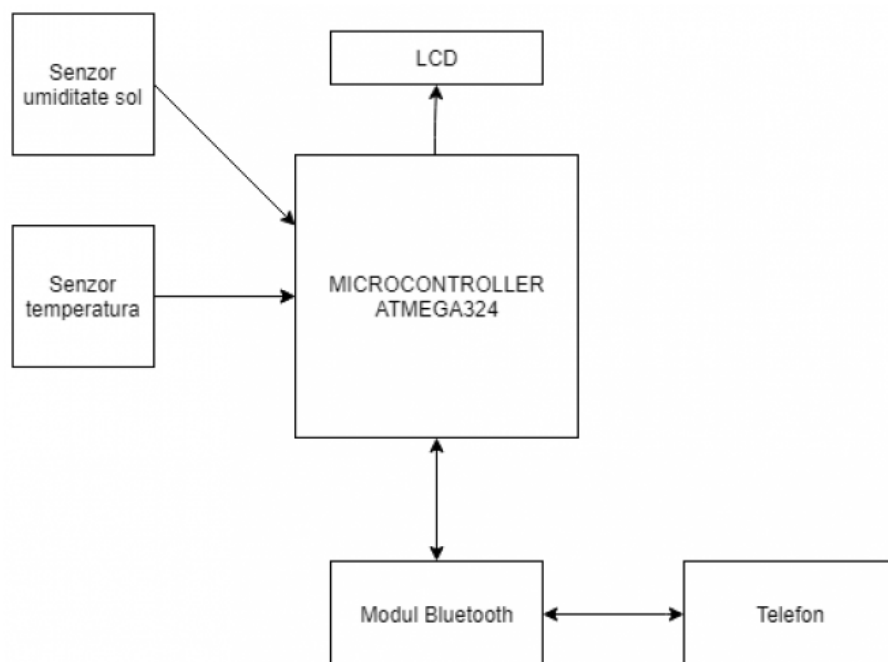 Senzor
umiditate sol
LCD
Senzor
temperatura
MICROCONTROLLER
ATMEGA324
Modul Bluetooth
Telefon